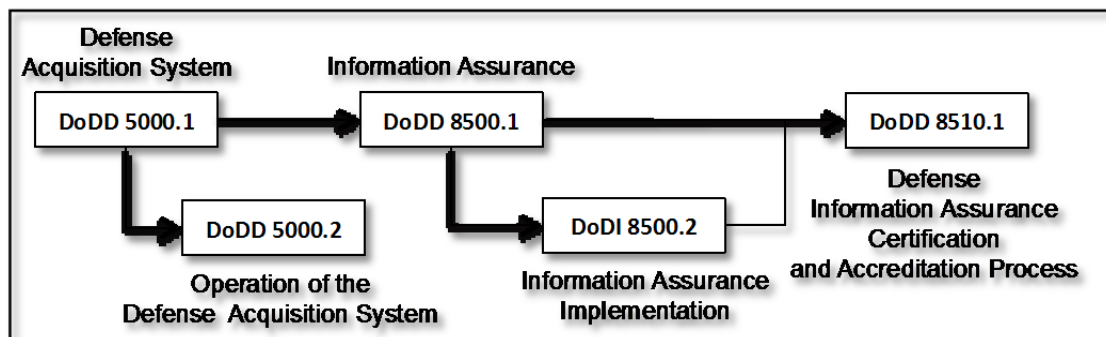 Defense
Acquisition System
Information Assurance
DoDD 5000.1
DoDD 8500.1
DoDD 8510.1
DoDD 5000.2
DoDI 8500.2
Defense
Information Assurance
Certification
and Accreditation Process
Operation of the
Defense Acquisition System
Information Assurance
Implementation